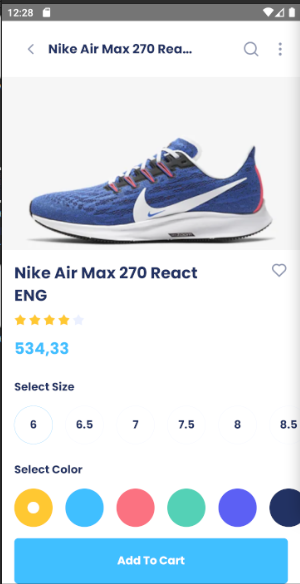 12:28
Nike Air Max 270 Rea...
Nike Air Max 270 React
ENG
534,33
Select Size
6 6.5 7 7.5 8 8.5
Select Color
Add To Cart